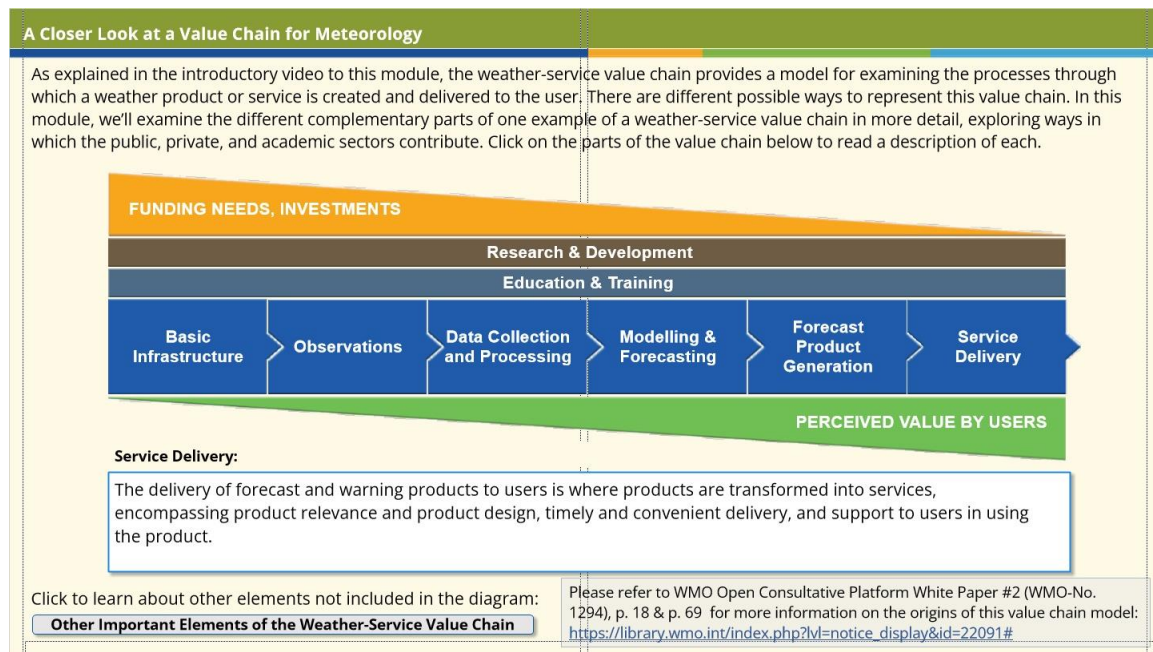 A Closer Look at a Value Chain for Meteorology
As explained in the introductory video to this module, the weather-service value chain provides a model for examining the processes through
which a weather product or service is created and delivered to the user. There are different possible ways to represent this value chain. In this
module, we'll examine the different complementary parts of one example of a weather-service value chain in more detail, exploring ways in
which the public, private, and academic sectors contribute. Click on the parts of the value chain below to read a description of each.
FUNDING NEEDS, INVESTMENTS
Research & Development
Education & Training
Basic
Infrastructure
Observations
Data Collection
and Processing
Modelling &
Forecasting
Forecast
Product
Generation
Service
Delivery
PERCEIVED VALUE BY USERS
Service Delivery:
The delivery of forecast and warning products to users is where products are transformed into services,
encompassing product relevance and product design, timely and convenient delivery, and support to users in using
the product.
Click to learn about other elements not included in the diagram:
Other Important Elements of the Weather-Service Value Chain
Please refer to WMO Open Consultative Platform White Paper #2 (WMO-No.
1294), p. 18 & p. 69 for more information on the origins of this value chain model:
https://library.wmo.int/index.php?lvl=notice_display&id=22091#